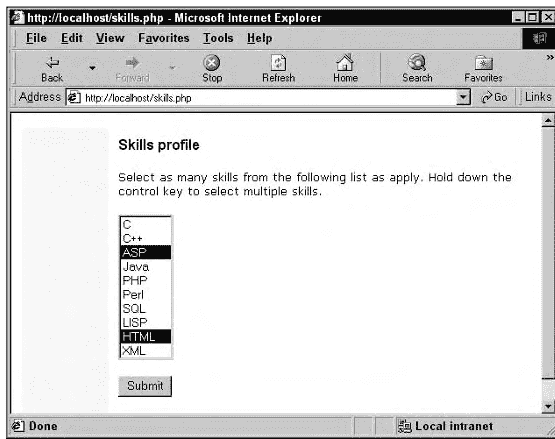 http://localhost/skills.php - Microsoft Internet Explorer
File Edit View Favorites Tools Help
Back Forward Stop Refresh Home Search Favorites »
Address http://localhost/skills.php Go Links
Skills profile
Select as many skills from the following list as apply. Hold down the
control key to select multiple skills.
C
C++
ASP
Java
PHP
Perl
SQL
LISP
HTML
XML
Submit
Done Local intranet